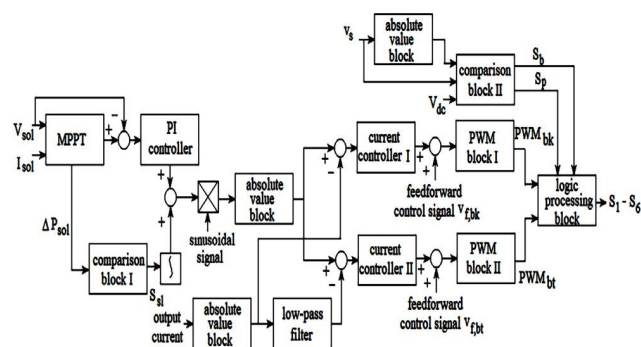 v_s
absolute
value
block
V_dc
comparison
block II
S_b
S_p
V_sol
I_sol
MPPT
−
+
PI
controller
+
+
sinusoidal
signal
absolute
value
block
+
−
current
controller I
+
+
feedforward
control signal v_f,bk
PWM
block I
PWM_bk
logic
processing
block
S_1 - S_6
ΔP_sol
comparison
block I
S_sl
∫
output
current
absolute
value
block
low-pass
filter
+
−
current
controller II
+
+
feedforward
control signal v_f,bt
PWM
block II
PWM_bt